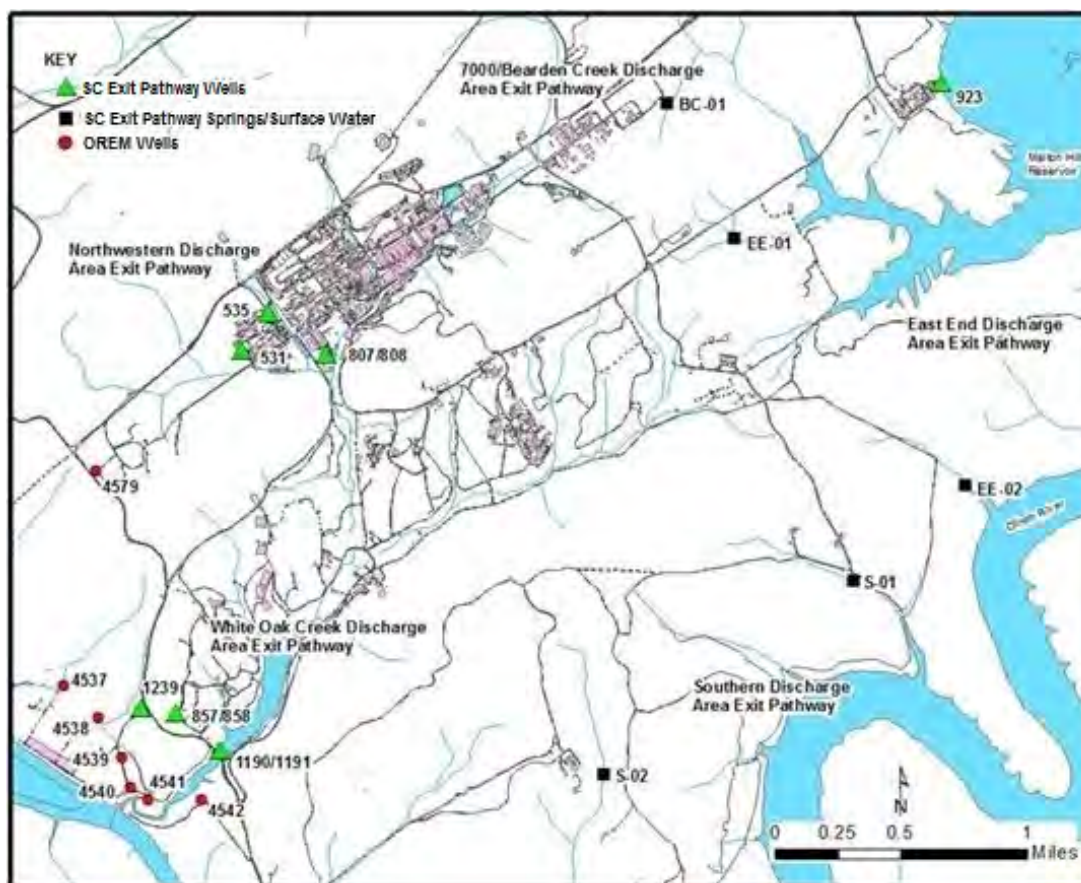 KEY
SC Exit Pathway Wells
SC Exit Pathway Springs/Surface Water
OREM Wells
7000/Bearden Creek Discharge
Area Exit Pathway
BC-01
923
Reservoir
EE-01
Northwestern Discharge
Area Exit Pathway
535
531
807/808
East End Discharge
Area Exit Pathway
4579
EE-02
River
S-01
White Oak Creek Discharge
Area Exit Pathway
4537
1239
4538
857/858
Southern Discharge
Area Exit Pathway
4539
1190/1191
4540
4541
4542
S-02
N
0 0.25 0.5 1
Miles